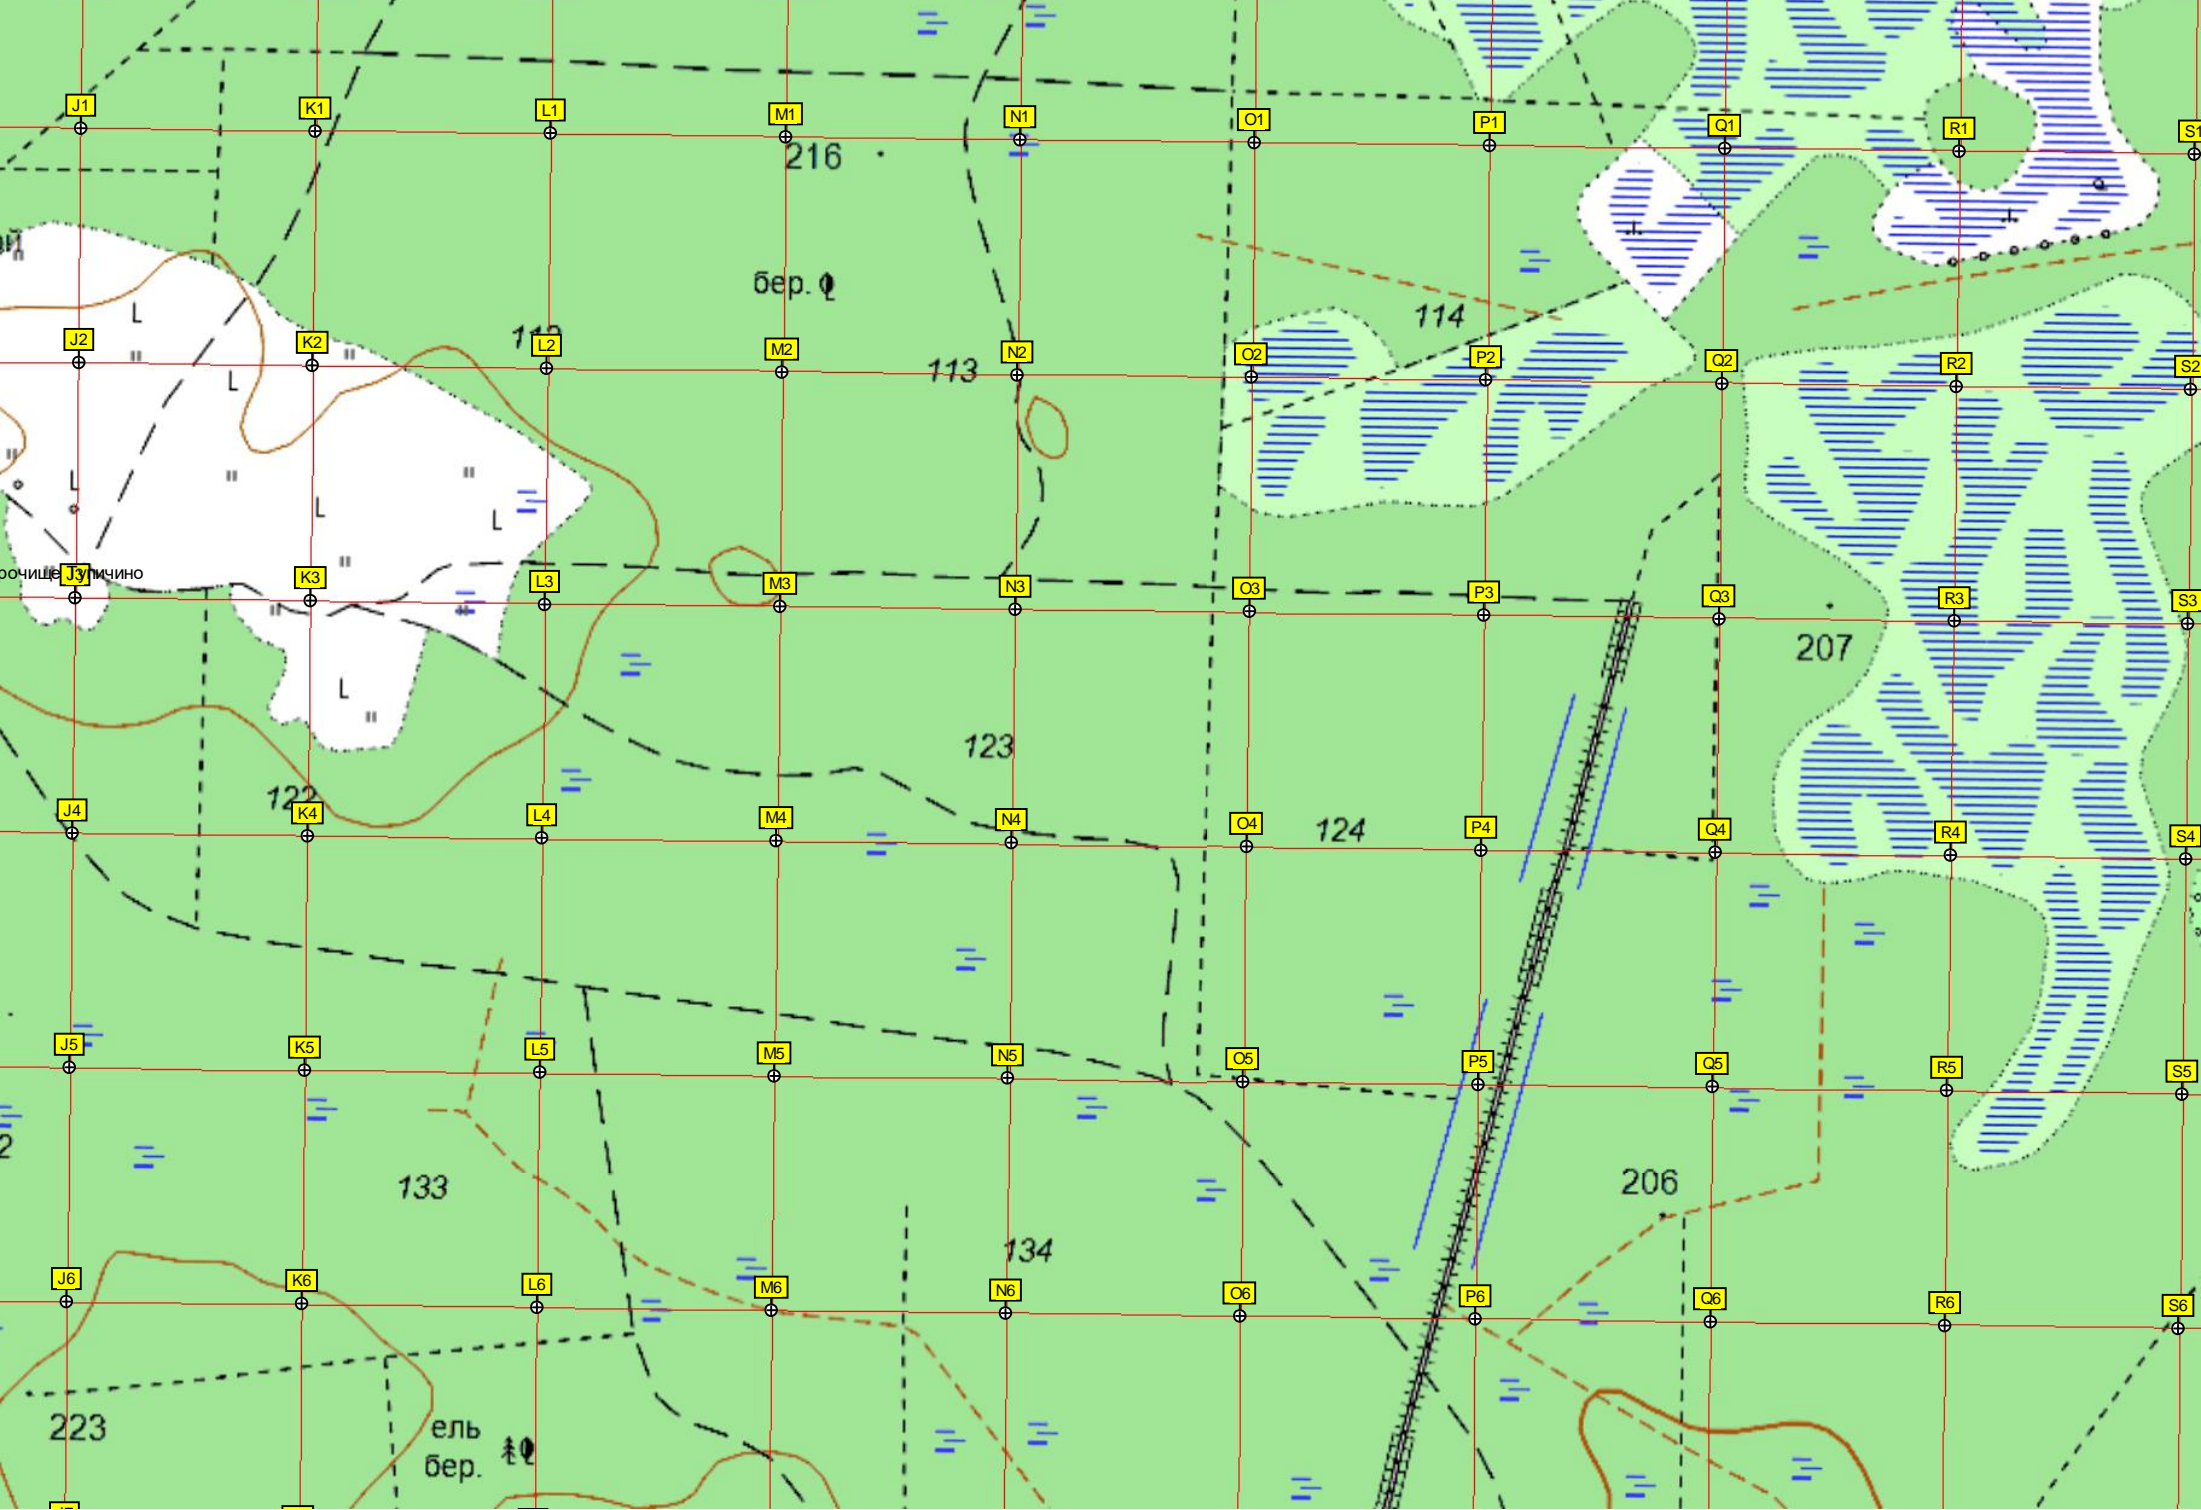 J1
K1
L1
M1
N1
O1
P1
Q1
R1
S1
216
бер.
114
112
J2
K2
L2
M2
113
N2
O2
P2
Q2
R2
S2
J3
K3
L3
M3
N3
O3
P3
Q3
R3
S3
207
123
122
J4
K4
L4
M4
N4
O4
124
P4
Q4
R4
S4
J5
K5
L5
M5
N5
O5
P5
Q5
R5
S5
133
206
134
J6
K6
L6
M6
N6
O6
P6
Q6
R6
S6
223
ель
бер.